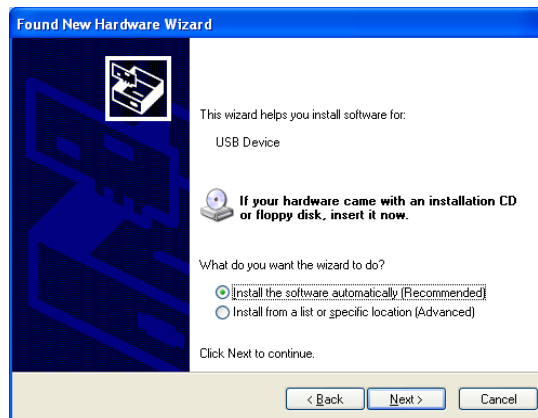 Found New Hardware Wizard
This wizard helps you install software for:
USB Device
If your hardware came with an installation CD
or floppy disk, insert it now.
What do you want the wizard to do?
Install the software automatically (Recommended)
Install from a list or specific location (Advanced)
Click Next to continue.
< Back
Next >
Cancel